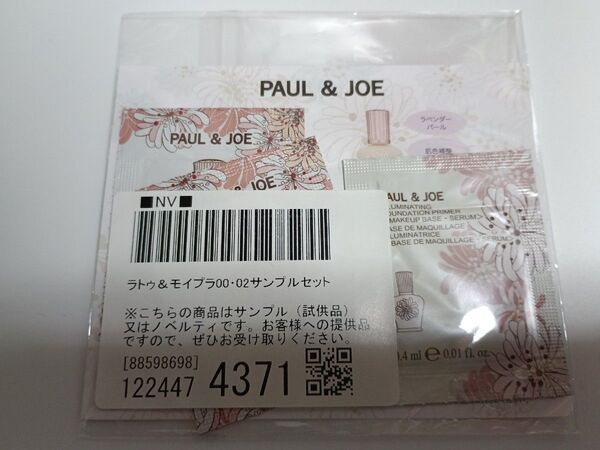 PAUL & JOE
ラベンダー
パール
肌色補整
PAUL & JOE
& JOE
PAUL & JOE
LUMINATING
FOUNDATION PRIMER
MAKEUP BASE - SERUM>
BASE DE MAQUILLAGE
LUMINATRICE
BASE DE MAQUILLAGE - SERUM>
0.4 ml e 0.01 fl. oz.
■NV■
ラトゥ&モイプラ00・02サンプルセット
※こちらの商品はサンプル(試供品)
又はノベルティです。お客様への提供品
ですので、ぜひお受け取りください。
[88598698]
122447 4371